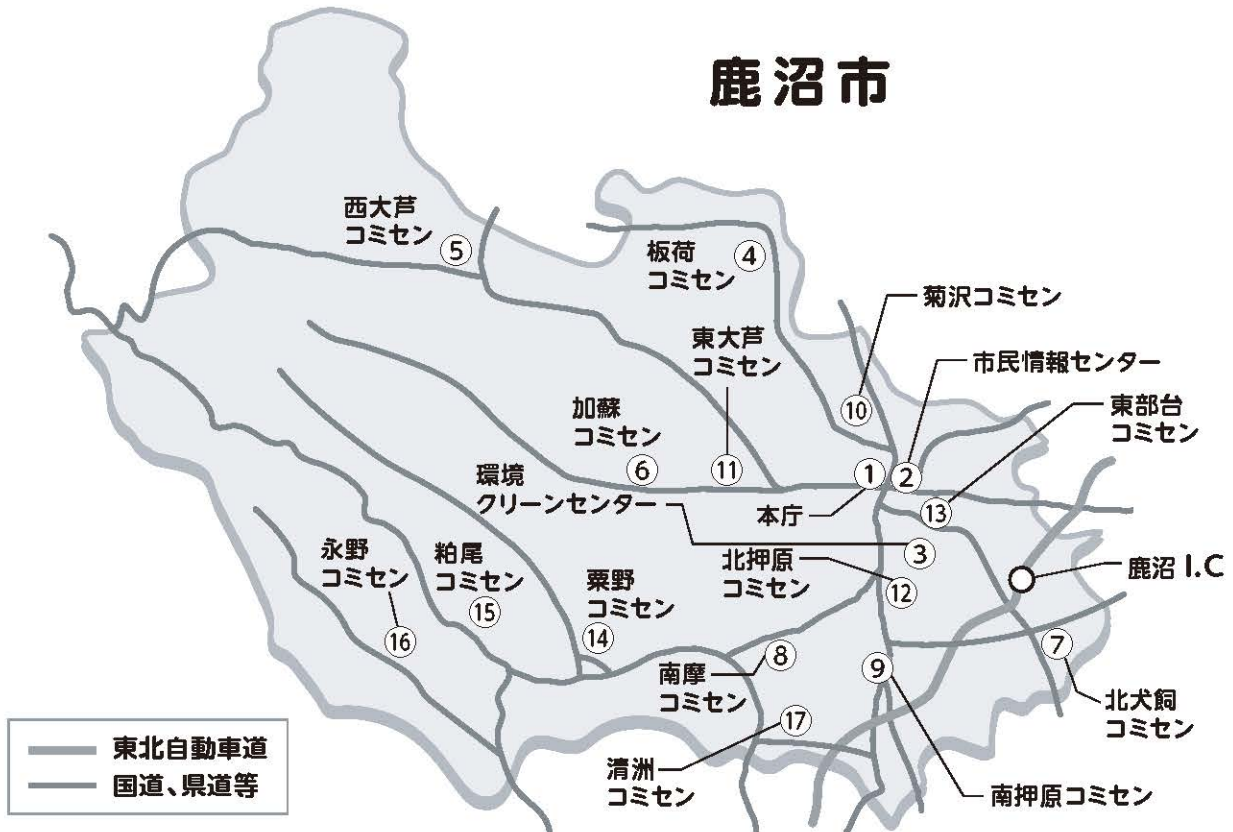 鹿沼市
西大芦
コミセン
⑤
板荷
コミセン
④
菊沢コミセン
⑩
東大芦
コミセン
⑪
市民情報センター
②
東部台
コミセン
⑬
加蘇
コミセン
⑥
環境
クリーンセンター
③
本庁
①
北押原
コミセン
⑫
鹿沼 I.C
永野
コミセン
⑯
粕尾
コミセン
⑮
粟野
コミセン
⑭
南摩
コミセン
⑧
⑨
⑦
北犬飼
コミセン
清洲
コミセン
⑰
南押原コミセン
東北自動車道
国道、県道等